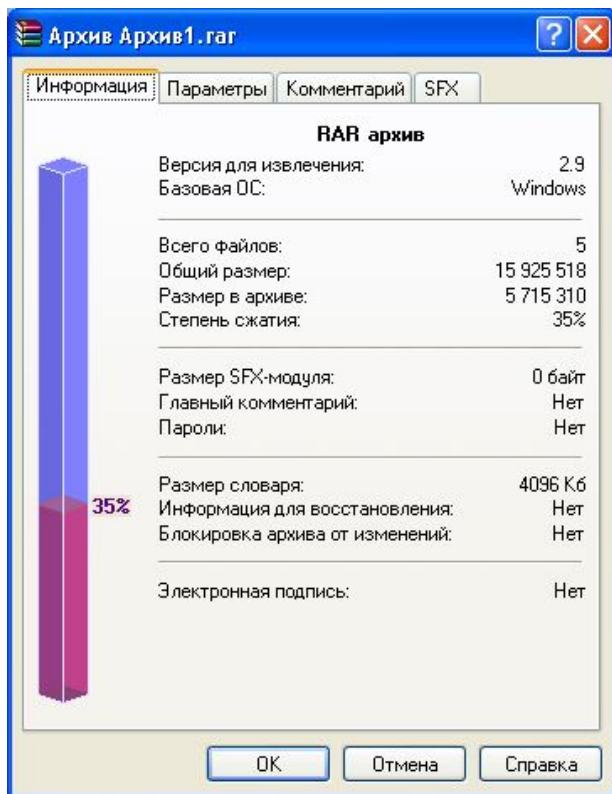 Архив Архив1.rar
Информация Параметры Комментарий SFX
RAR архив
Версия для извлечения: 2.9
Базовая ОС: Windows
Всего файлов: 5
Общий размер: 15 925 518
Размер в архиве: 5 715 310
Степень сжатия: 35%
Размер SFX-модуля: 0 байт
Главный комментарий: Нет
Пароли: Нет
Размер словаря: 4096 Кб
35% Информация для восстановления: Нет
Блокировка архива от изменений: Нет
Электронная подпись: Нет
OK Отмена Справка